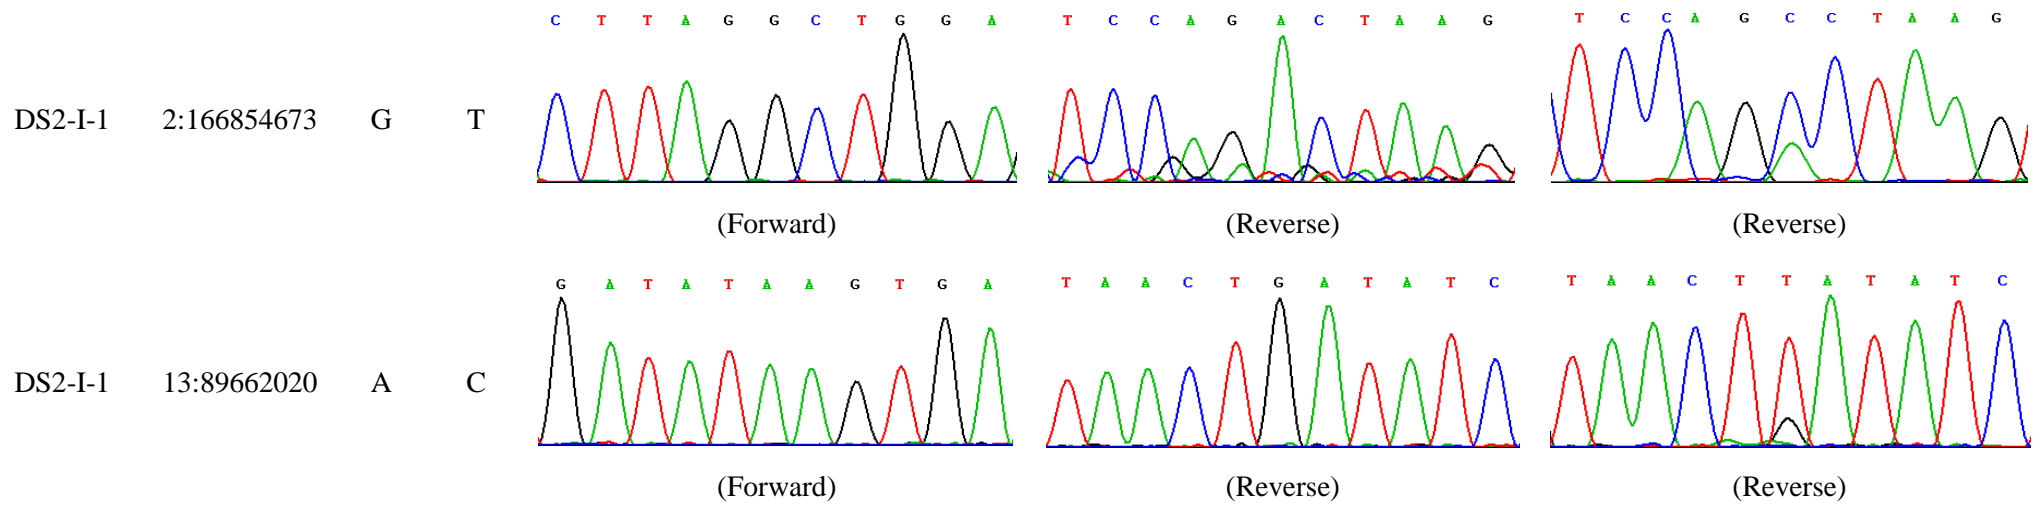 C T T A G G C T G G A T C C A G A C T A A G T C C A G C C T A A G
DS2-I-1 2:166854673 G T
(Forward) (Reverse) (Reverse)
G A T A T A A G T G A T A A C T G A T A T C T A A C T T A T A T C
DS2-I-1 13:89662020 A C
(Forward) (Reverse) (Reverse)